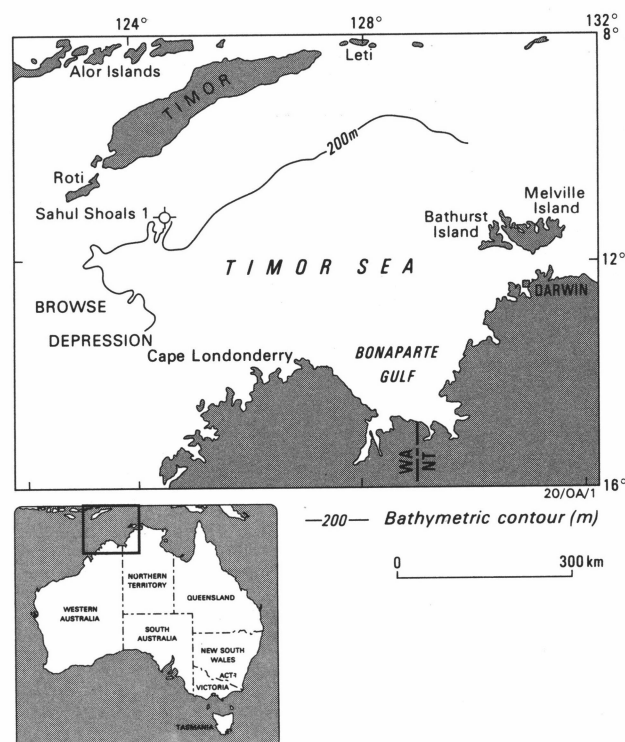 124°
128°
132°
8°
Alor Islands
Leti
TIMOR
200m
Roti
Sahul Shoals 1
Melville
Island
Bathurst
Island
TIMOR SEA
12°
BROWSE
DEPRESSION
DARWIN
Cape Londonderry
BONAPARTE
GULF
WA
NT
16°
20/OA/1
—200— Bathymetric contour (m)
0 300 km
NORTHERN
TERRITORY
QUEENSLAND
WESTERN
AUSTRALIA
SOUTH
AUSTRALIA
NEW SOUTH
WALES
ACT
VICTORIA
TASMANIA